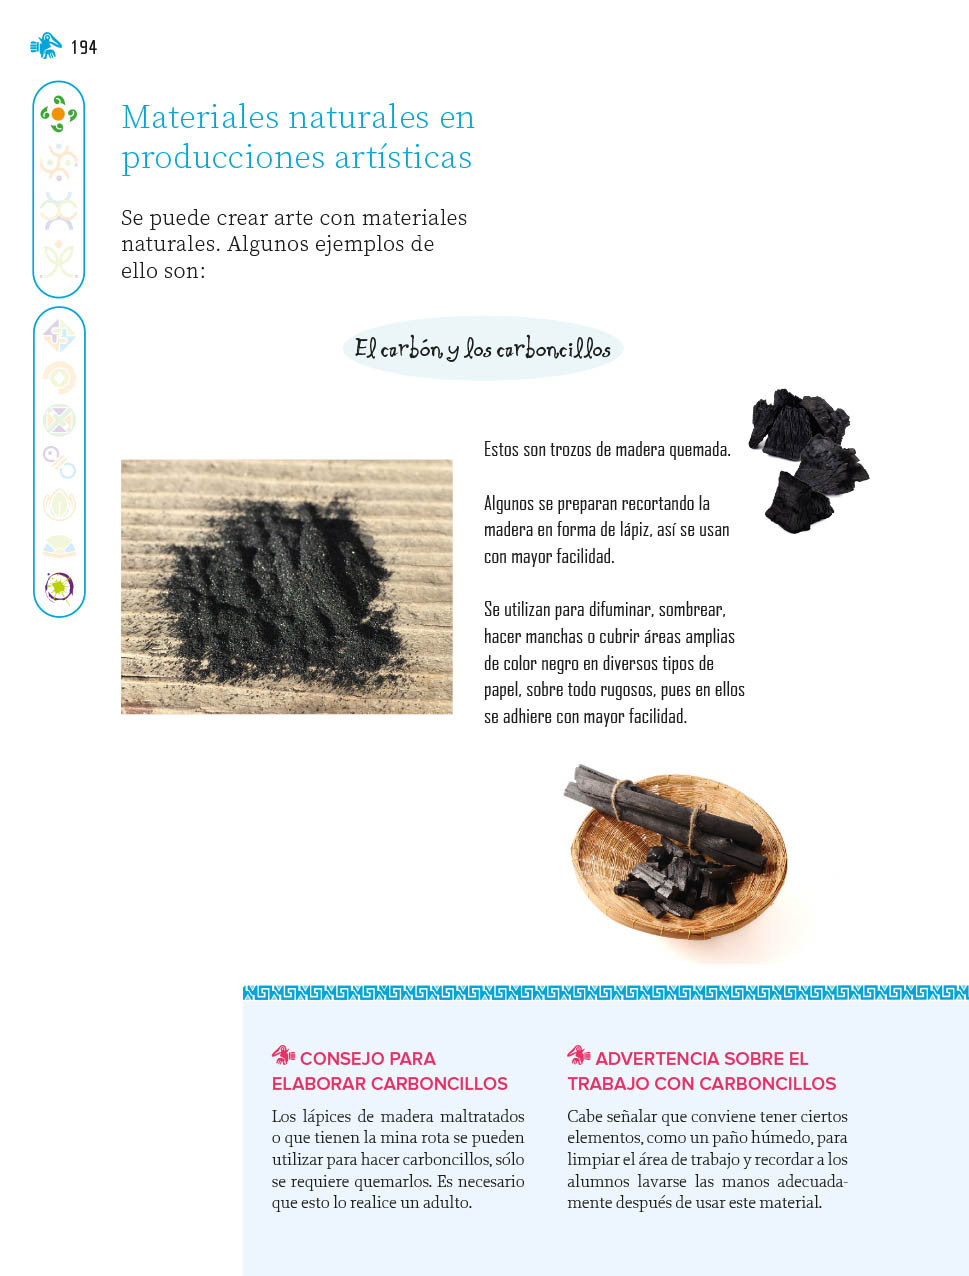 194
Materiales naturales en
producciones artísticas
Se puede crear arte con materiales
naturales. Algunos ejemplos de
ello son:
El carbón y los carboncillos
Estos son trozos de madera quemada.
Algunos se preparan recortando la
madera en forma de lápiz, así se usan
con mayor facilidad.
Se utilizan para difuminar, sombrear,
hacer manchas o cubrir áreas amplias
de color negro en diversos tipos de
papel, sobre todo rugosos, pues en ellos
se adhiere con mayor facilidad.
CONSEJO PARA
ELABORAR CARBONCILLOS
Los lápices de madera maltratados
o que tienen la mina rota se pueden
utilizar para hacer carboncillos, sólo
se requiere quemarlos. Es necesario
que esto lo realice un adulto.
ADVERTENCIA SOBRE EL
TRABAJO CON CARBONCILLOS
Cabe señalar que conviene tener ciertos
elementos, como un paño húmedo, para
limpiar el área de trabajo y recordar a los
alumnos lavarse las manos adecuada-
mente después de usar este material.